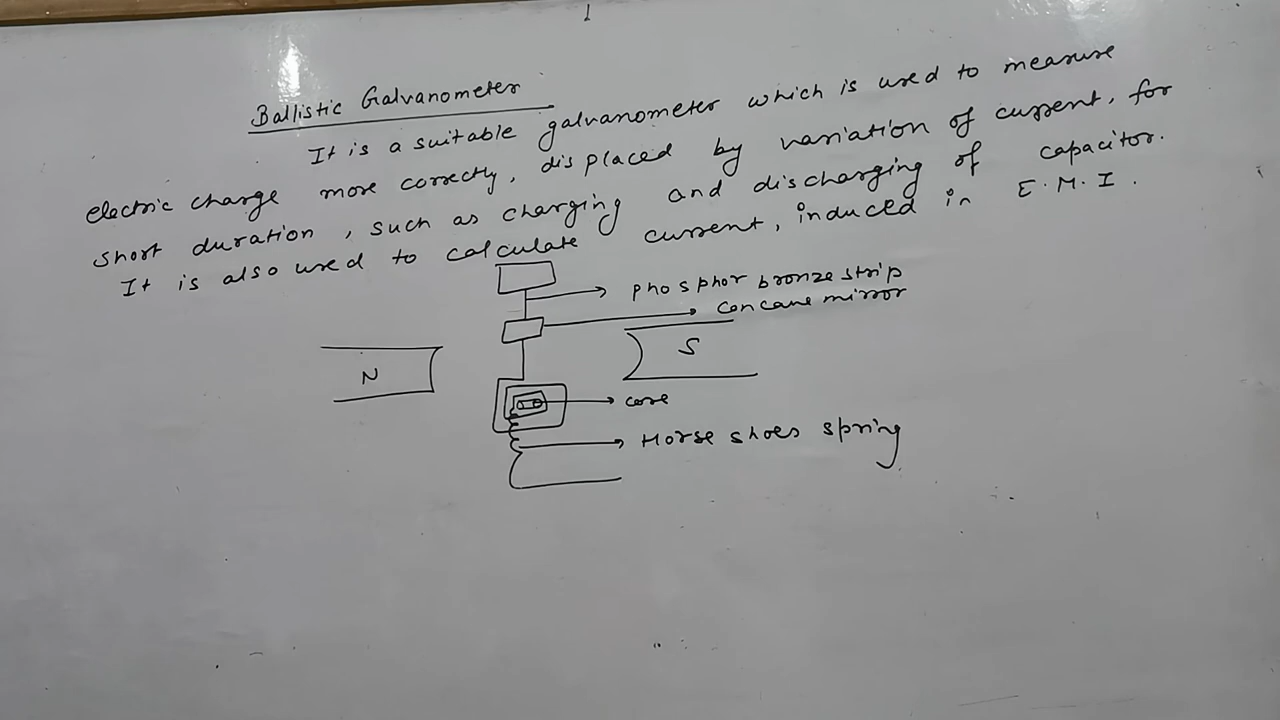 1
Ballistic Galvanometer
It is a suitable galvanometer which is used to measure
electric charge more correctly, displaced by variation of current, for
short duration, such as charging and discharging of capacitor.
It is also used to calculate current, induced in E.M.I.
phosphor bronze strip
concave mirror
N
S
core
Horse shoes spring